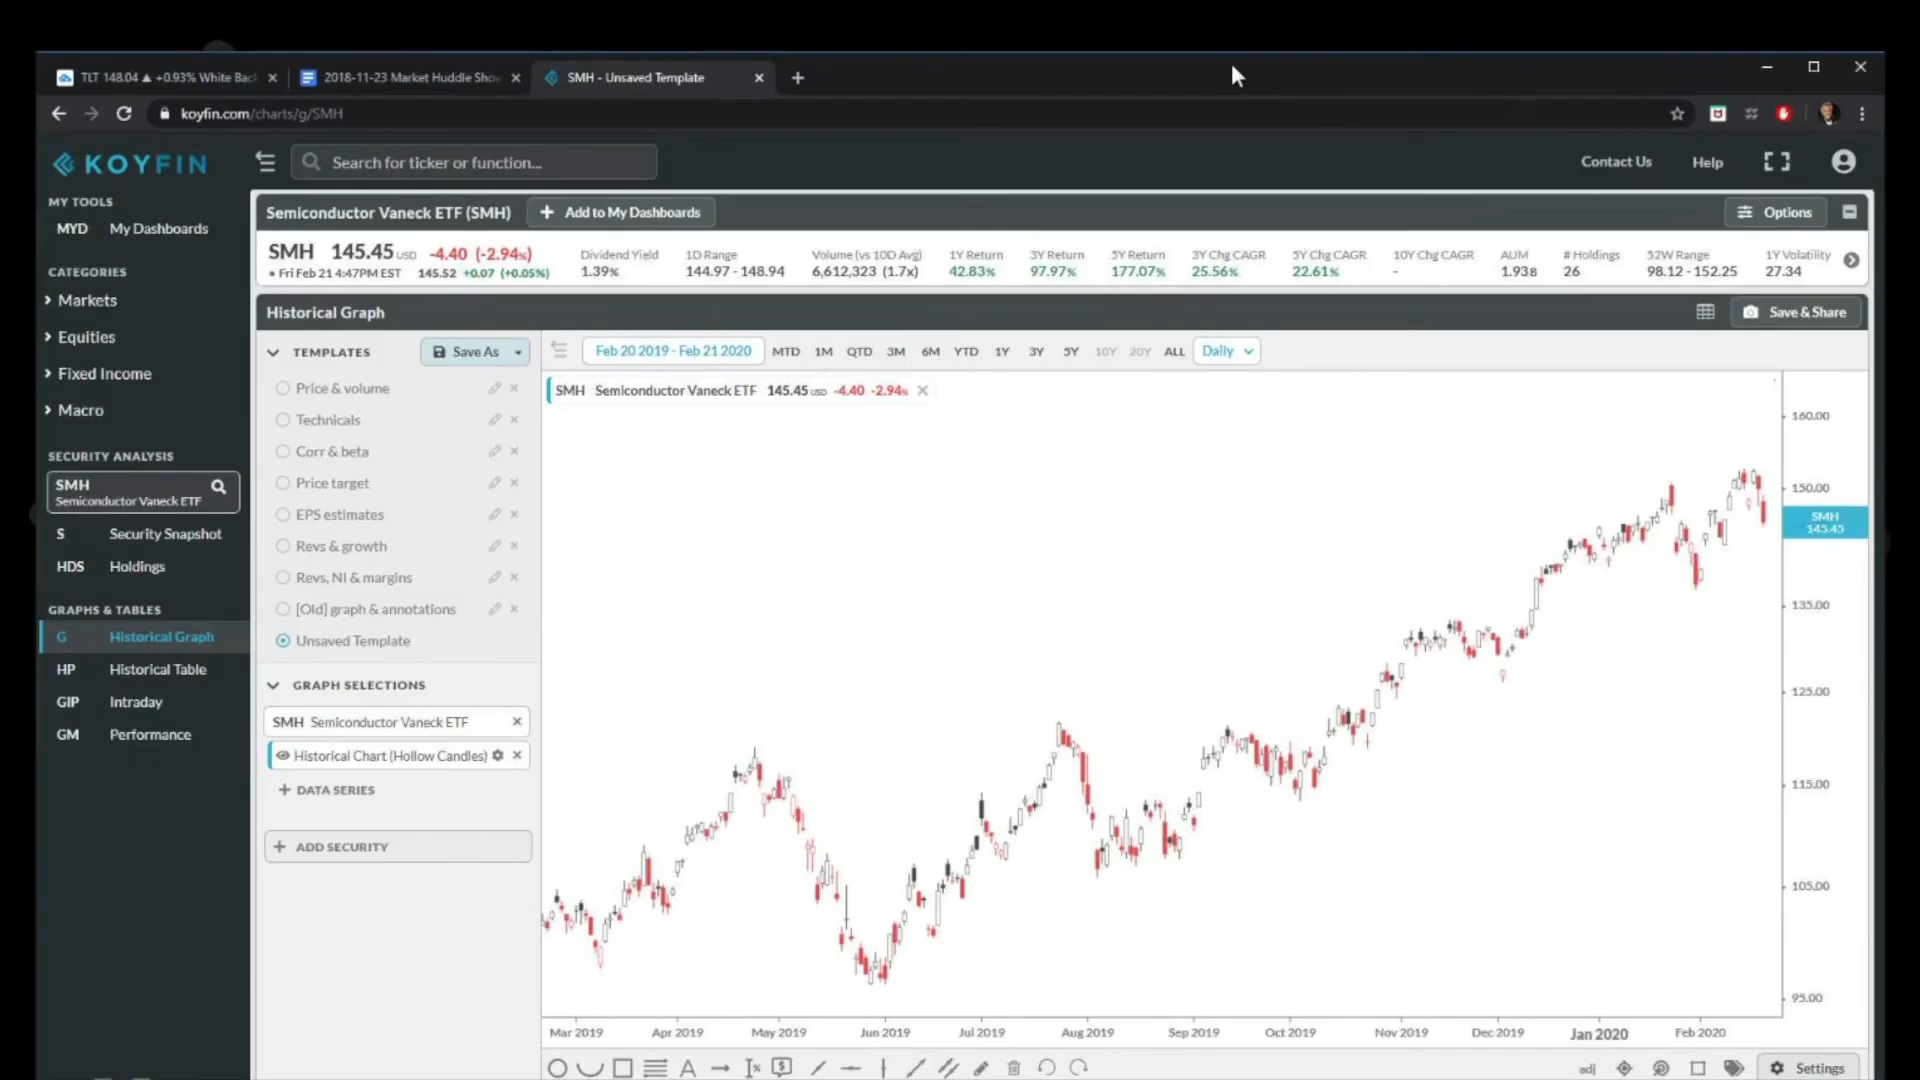 TLT 148.04 ▲ +0.93% White Bac
2018-11-23 Market Huddle Sho
SMH - Unsaved Template
koyfin.com/charts/g/SMH
KOYFIN
Search for ticker or function...
Contact Us
Help
MY TOOLS
MYD My Dashboards
CATEGORIES
Markets
Equities
Fixed Income
Macro
SECURITY ANALYSIS
SMH
Semiconductor Vaneck ETF
S Security Snapshot
HDS Holdings
GRAPHS & TABLES
G Historical Graph
HP Historical Table
GIP Intraday
GM Performance
Semiconductor Vaneck ETF (SMH)
+ Add to My Dashboards
Options
SMH 145.45 USD -4.40 (-2.94%)
• Fri Feb 21 4:47PM EST 145.52 +0.07 (+0.05%)
Dividend Yield
1.39%
1D Range
144.97 - 148.94
Volume (vs 10D Avg)
6,612,323 (1.7x)
1Y Return
42.83%
3Y Return
97.97%
5Y Return
177.07%
3Y Chg CAGR
25.56%
5Y Chg CAGR
22.61%
10Y Chg CAGR
-
AUM
1.93B
# Holdings
26
52W Range
98.12 - 152.25
1Y Volatility
27.34
Historical Graph
Save & Share
TEMPLATES
Save As
Price & volume
Technicals
Corr & beta
Price target
EPS estimates
Revs & growth
Revs, NI & margins
[Old] graph & annotations
Unsaved Template
GRAPH SELECTIONS
SMH Semiconductor Vaneck ETF
Historical Chart (Hollow Candles)
+ DATA SERIES
+ ADD SECURITY
Feb 20 2019 - Feb 21 2020
MTD 1M QTD 3M 6M YTD 1Y 3Y 5Y 10Y 20Y ALL
Daily
SMH Semiconductor Vaneck ETF 145.45 USD -4.40 -2.94%
160.00
150.00
SMH
145.45
135.00
125.00
115.00
105.00
95.00
Mar 2019 Apr 2019 May 2019 Jun 2019 Jul 2019 Aug 2019 Sep 2019 Oct 2019 Nov 2019 Dec 2019 Jan 2020 Feb 2020
adj
Settings